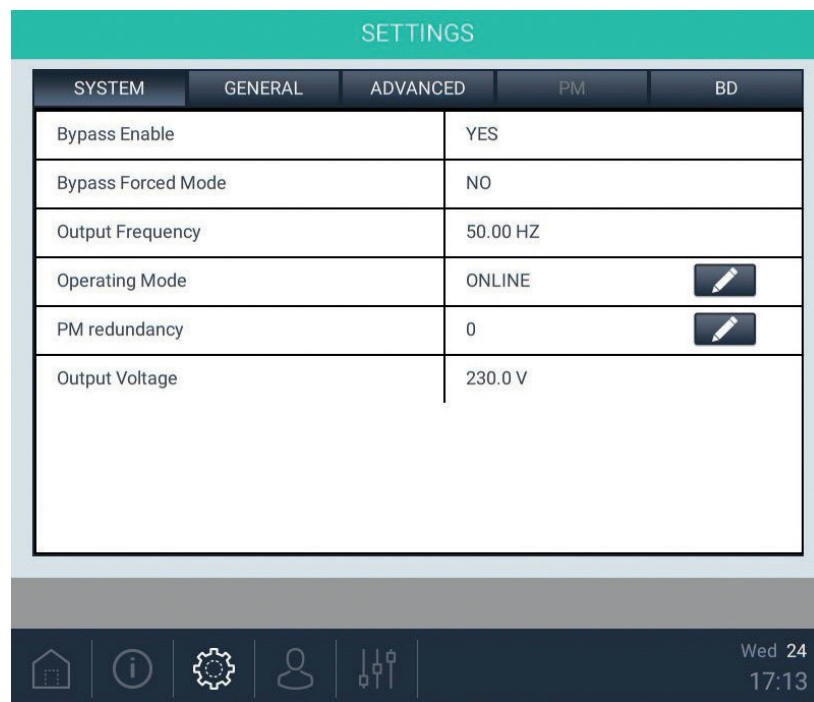 SETTINGS
SYSTEM GENERAL ADVANCED PM BD
Bypass Enable YES
Bypass Forced Mode NO
Output Frequency 50.00 HZ
Operating Mode ONLINE
PM redundancy 0
Output Voltage 230.0 V
Wed 24
17:13